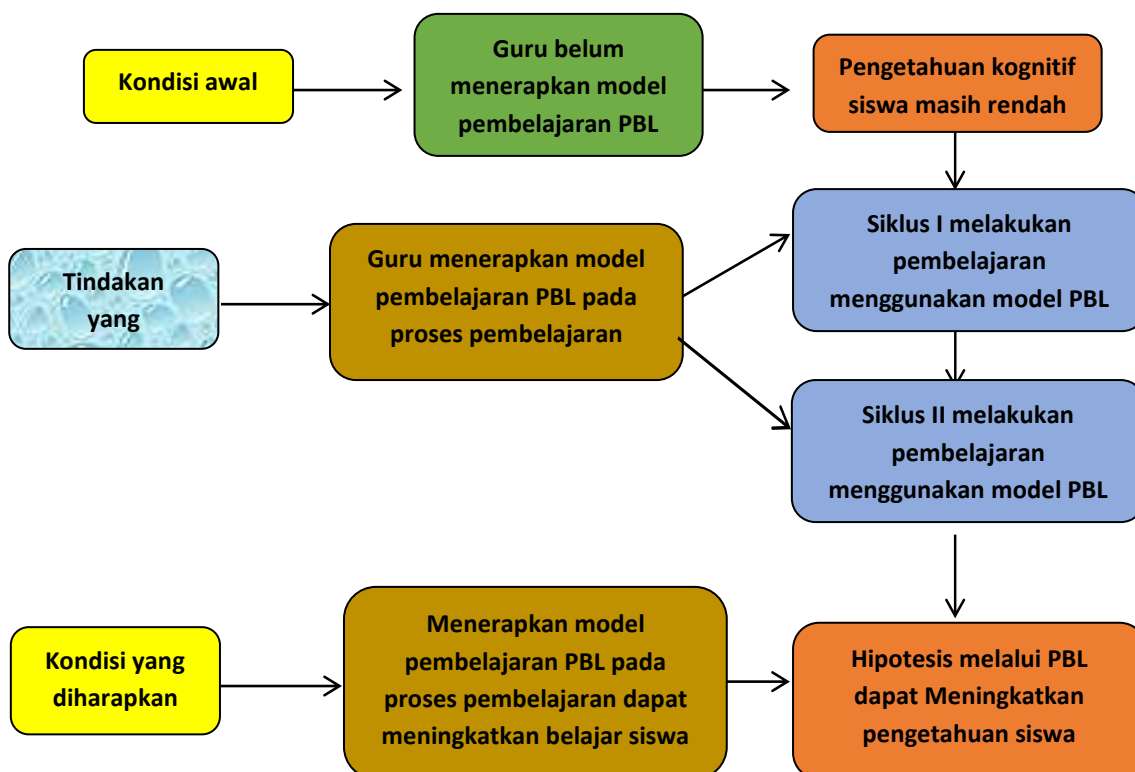 Kondisi awal
Guru belum
menerapkan model
pembelajaran PBL
Pengetahuan kognitif
siswa masih rendah
Tindakan
yang
Guru menerapkan model
pembelajaran PBL pada
proses pembelajaran
Siklus I melakukan
pembelajaran
menggunakan model PBL
Siklus II melakukan
pembelajaran
menggunakan model PBL
Kondisi yang
diharapkan
Menerapkan model
pembelajaran PBL pada
proses pembelajaran dapat
meningkatkan belajar siswa
Hipotesis melalui PBL
dapat Meningkatkan
pengetahuan siswa